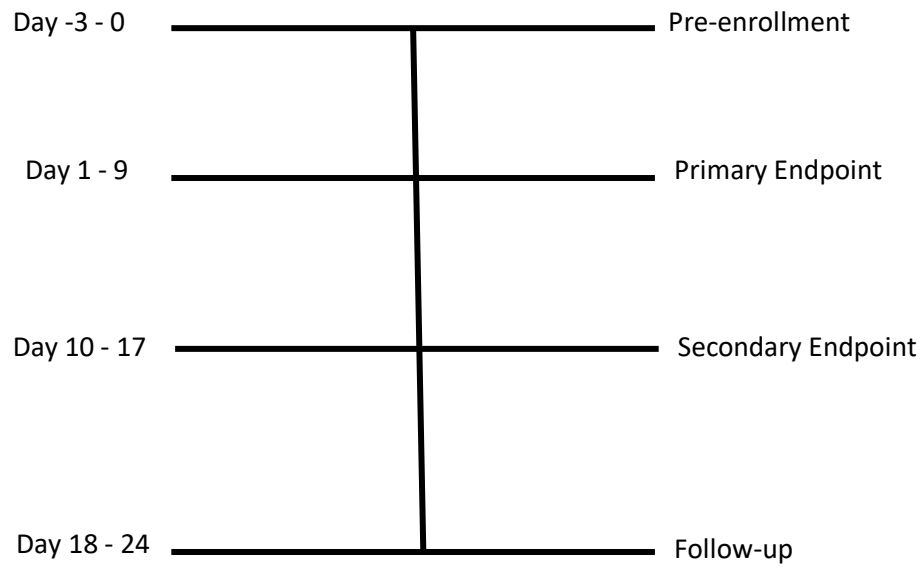 Day -3 - 0
Pre-enrollment
Day 1 - 9
Primary Endpoint
Day 10 - 17
Secondary Endpoint
Day 18 - 24
Follow-up